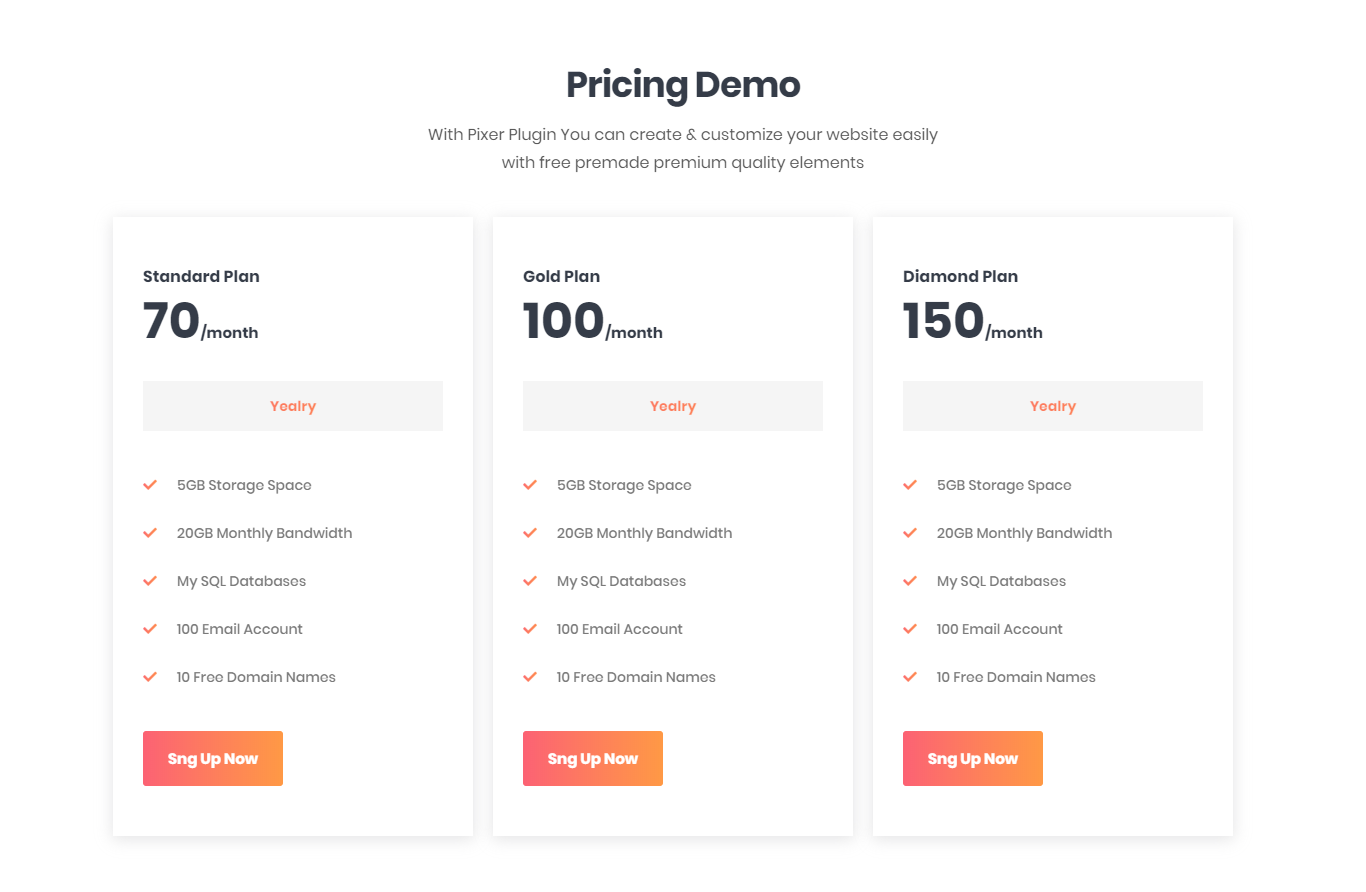 Pricing Demo
With Pixer Plugin You can create & customize your website easily
with free premade premium quality elements
Standard Plan
70/month
Yealry
5GB Storage Space
20GB Monthly Bandwidth
My SQL Databases
100 Email Account
10 Free Domain Names
Sng Up Now
Gold Plan
100/month
Yealry
5GB Storage Space
20GB Monthly Bandwidth
My SQL Databases
100 Email Account
10 Free Domain Names
Sng Up Now
Diamond Plan
150/month
Yealry
5GB Storage Space
20GB Monthly Bandwidth
My SQL Databases
100 Email Account
10 Free Domain Names
Sng Up Now